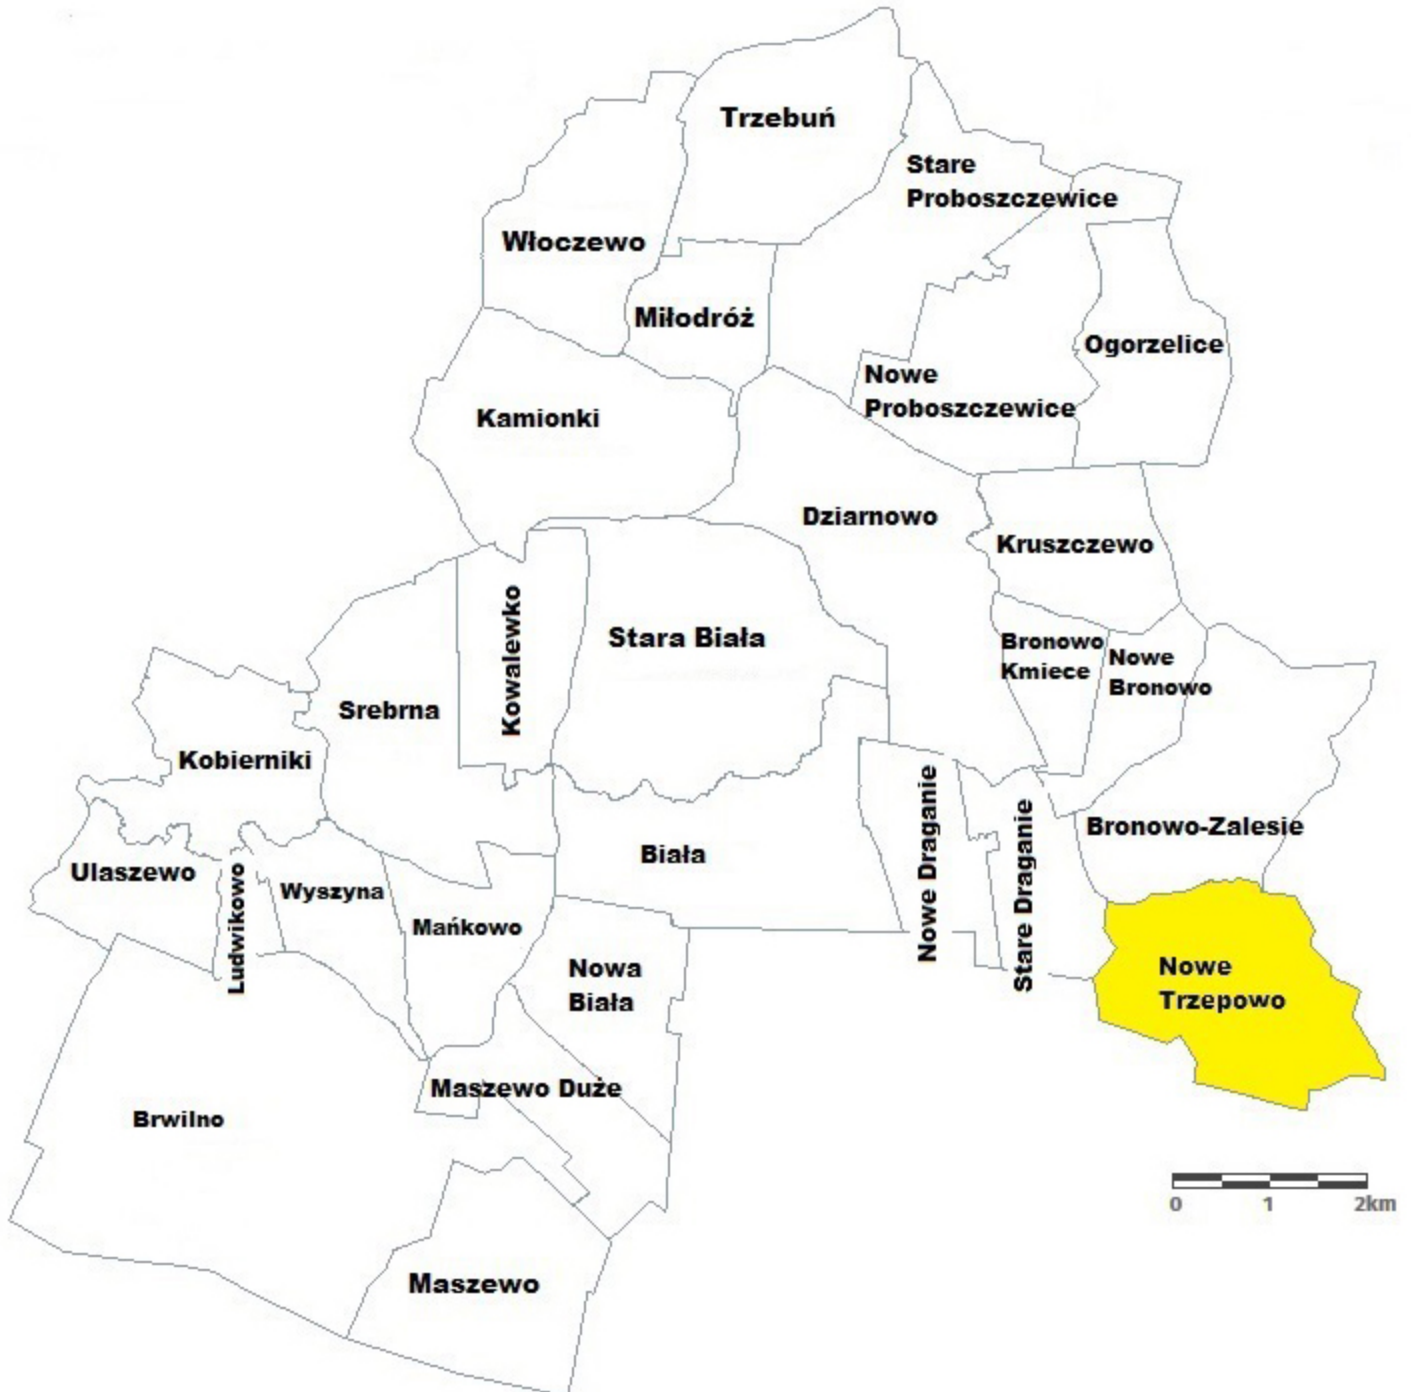 Trzebuń
Stare
Proboszczewice
Włoczewo
Miłodróż
Ogorzelice
Nowe
Proboszczewice
Kamionki
Dziarnowo
Kruszczewo
Kowalewko
Stara Biała
Bronowo
Kmiece
Nowe
Bronowo
Srebrna
Kobierniki
Bronowo-Zalesie
Nowe Draganie
Stare Draganie
Biała
Ulaszewo
Ludwikowo
Wyszyna
Mańkowo
Nowa
Biała
Nowe
Trzepowo
Maszewo Duże
Brwilno
Maszewo
0 1 2km